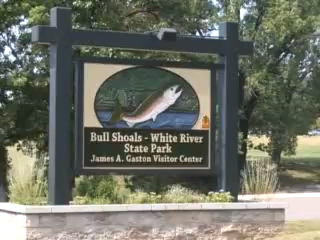 Bull Shoals - White River
State Park
James A. Gaston Visitor Center